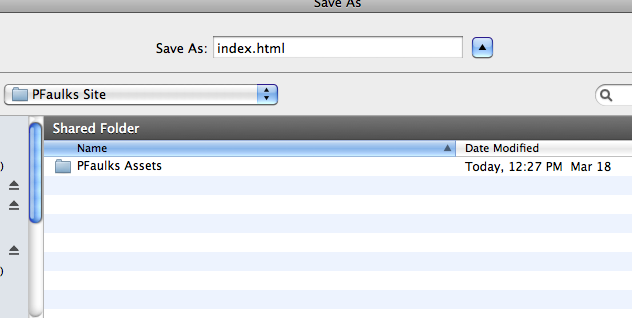 Save As
Save As: index.html
PFaulks Site
Shared Folder
Name Date Modified
PFaulks Assets Today, 12:27 PM Mar 18
)
)